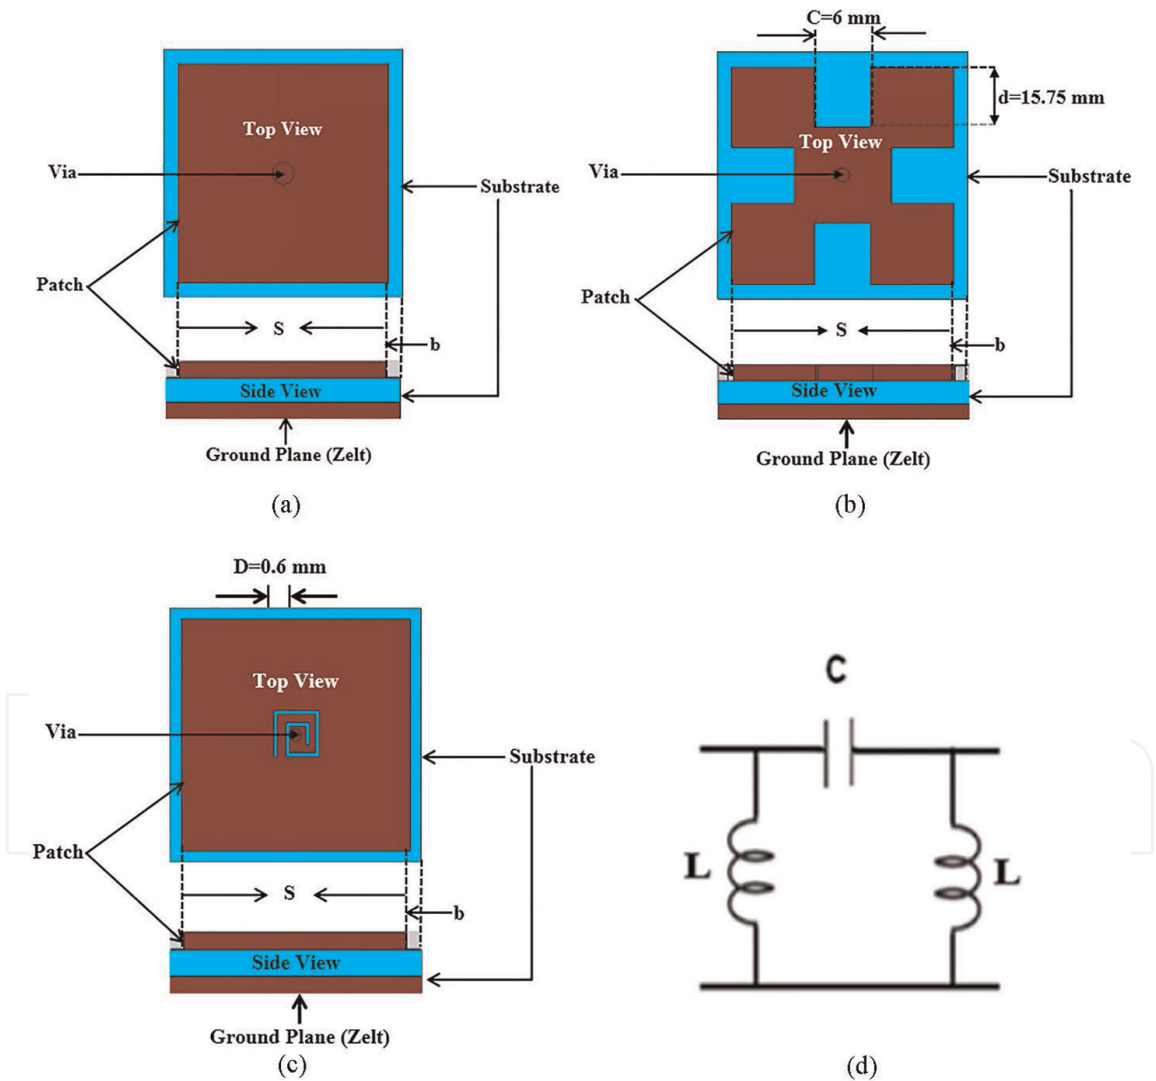 Top View
Via
Substrate
Patch
S
b
Side View
Ground Plane (Zelt)
(a)
C=6 mm
d=15.75 mm
Top View
Via
Substrate
Patch
S
b
Side View
Ground Plane (Zelt)
(b)
D=0.6 mm
Top View
Via
Substrate
Patch
S
b
Side View
Ground Plane (Zelt)
(c)
C
L
L
(d)